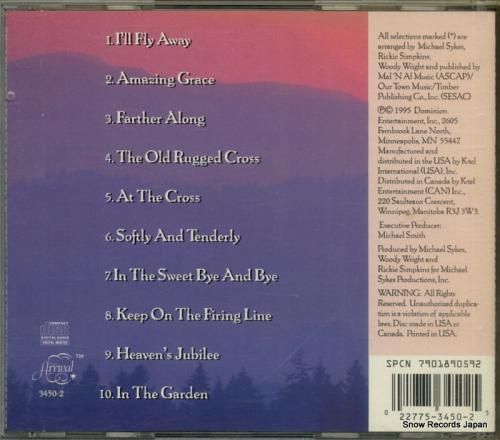 1. I'll Fly Away
2. Amazing Grace
3. Farther Along
4. The Old Rugged Cross
5. At The Cross
6. Softly And Tenderly
7. In The Sweet Bye And Bye
8. Keep On The Firing Line
9. Heaven's Jubilee
10. In The Garden
COMPACT
DIGITAL AUDIO
Arrival™
3450-2
All selections marked (*) are
arranged by Michael Sykes,
Rickie Simpkins,
Woody Wright and published by
Mal 'N Al Music (ASCAP)/
Our Town Music/Timber
Publishing Co., Inc. (SESAC)
℗© 1995 Dominion
Entertainment, Inc., 2605
Fernbrook Lane North,
Minneapolis, MN 55447.
Manufactured and
distributed in the USA by K-tel
International (USA), Inc.
Distributed in Canada by K-tel
Entertainment (CAN) Inc.,
220 Saulteaux Crescent,
Winnipeg, Manitoba R3J 3W3.
Executive Producer:
Michael Smith
Produced by Michael Sykes,
Woody Wright and
Rickie Simpkins for Michael
Sykes Productions, Inc.
WARNING: All Rights
Reserved. Unauthorized duplica-
tion is a violation of applicable
laws. Disc made in USA or
Canada. Printed in USA.
SPCN 7901890592
0 22775-3450-2 5
Snow Records Japan